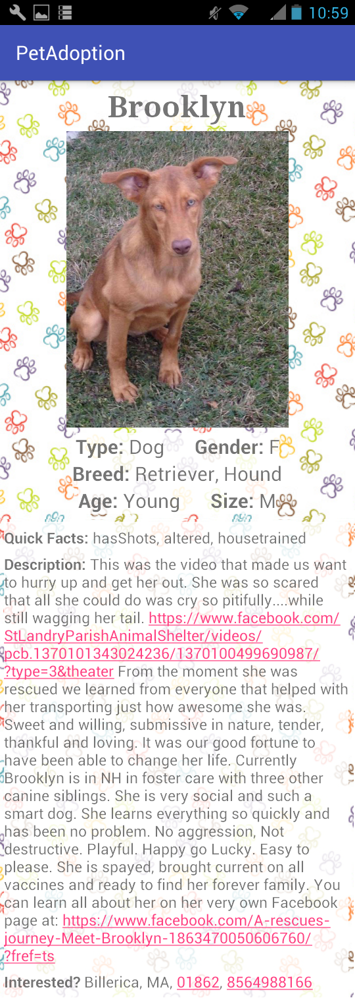 10:59
PetAdoption
Brooklyn
Type: Dog Gender: F
Breed: Retriever, Hound
Age: Young Size: M
Quick Facts: hasShots, altered, housetrained
Description: This was the video that made us want
to hurry up and get her out. She was so scared
that all she could do was cry so pitifully....while
still wagging her tail. https://www.facebook.com/
StLandryParishAnimalShelter/videos/
pcb.1370101343024236/1370100499690987/
?type=3&theater From the moment she was
rescued we learned from everyone that helped with
her transporting just how awesome she was.
Sweet and willing, submissive in nature, tender,
thankful and loving. It was our good fortune to
have been able to change her life. Currently
Brooklyn is in NH in foster care with three other
canine siblings. She is very social and such a
smart dog. She learns everything so quickly and
has been no problem. No aggression, Not
destructive. Playful. Happy go Lucky. Easy to
please. She is spayed, brought current on all
vaccines and ready to find her forever family. You
can learn all about her on her very own Facebook
page at: https://www.facebook.com/A-rescues-
journey-Meet-Brooklyn-1863470050606760/
?fref=ts
Interested? Billerica, MA, 01862, 8564988166